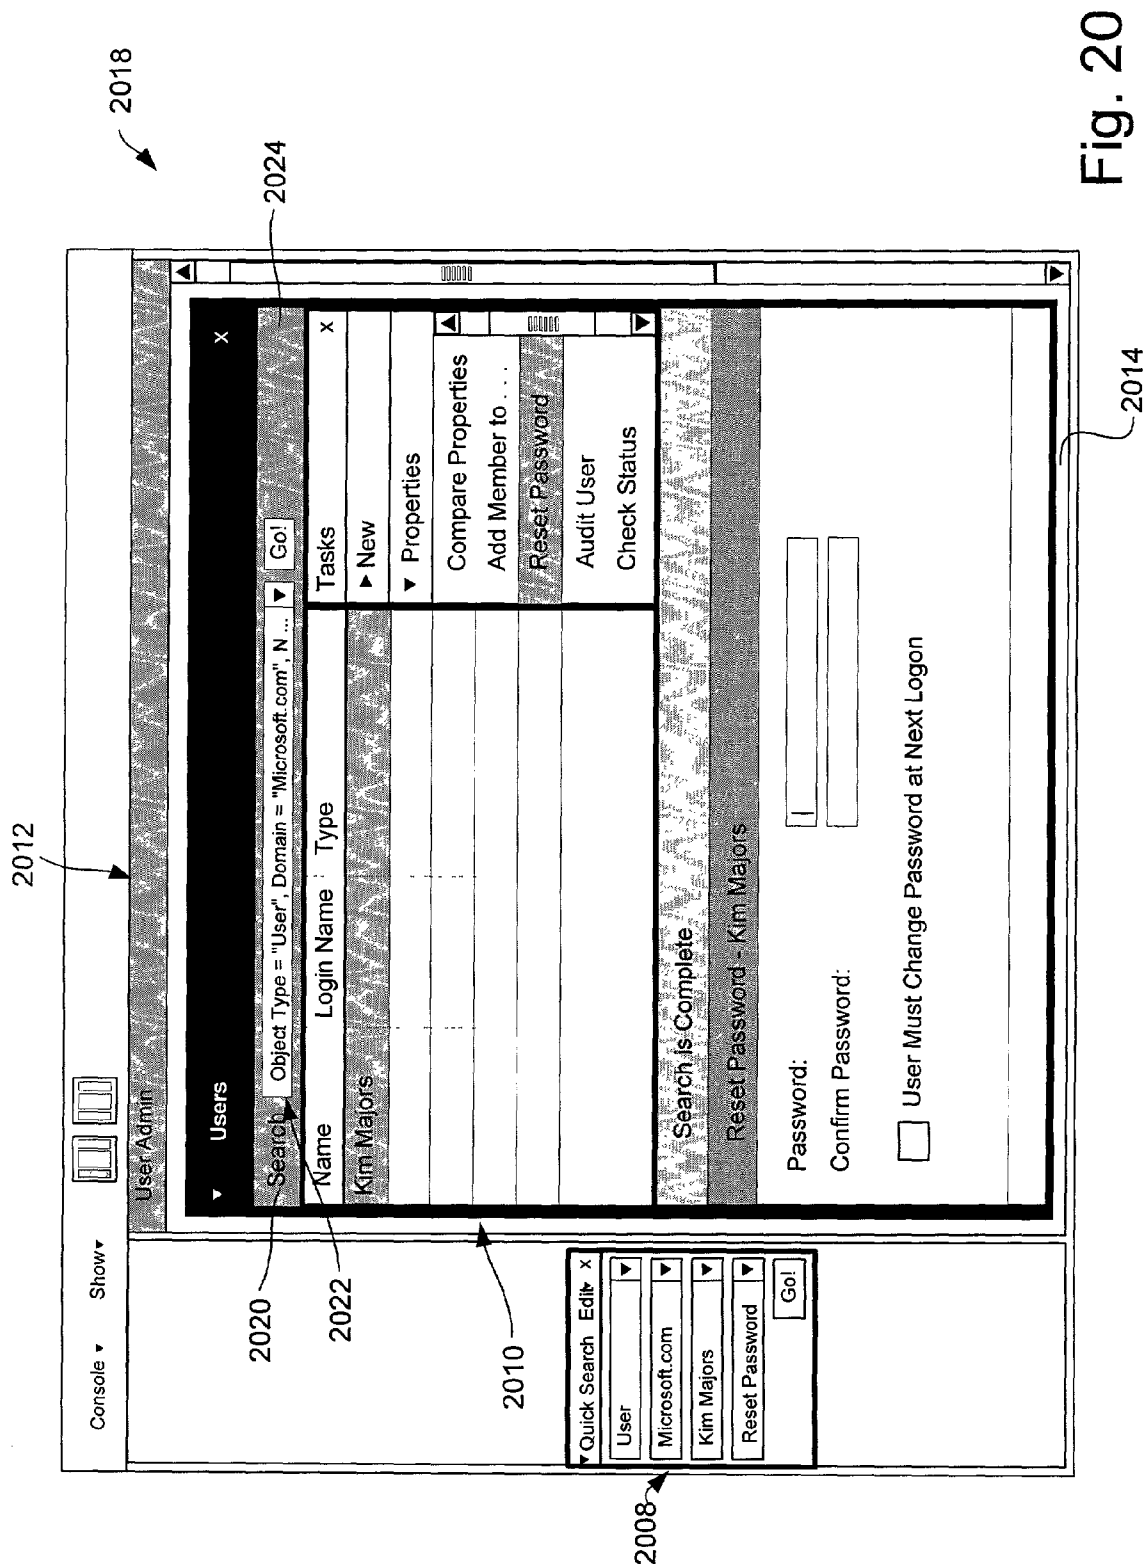 2018
2012
Console ▾ Show ▾
User Admin
▾ Users X
2024
2020
Search Object Type = "User", Domain = "Microsoft.com", N ... ▼ Go!
2022
Name Login Name Type
Kim Majors
Tasks X
► New
▼ Properties
Compare Properties
Add Member to . . .
Reset Password
Audit User
Check Status
2010
▾ Quick Search Edit▾ X
User ▼
Microsoft.com ▼
Kim Majors ▼
Reset Password ▼
Go!
2008
Search is Complete
Reset Password - Kim Majors
Password:
Confirm Password:
User Must Change Password at Next Logon
2014
Fig. 20